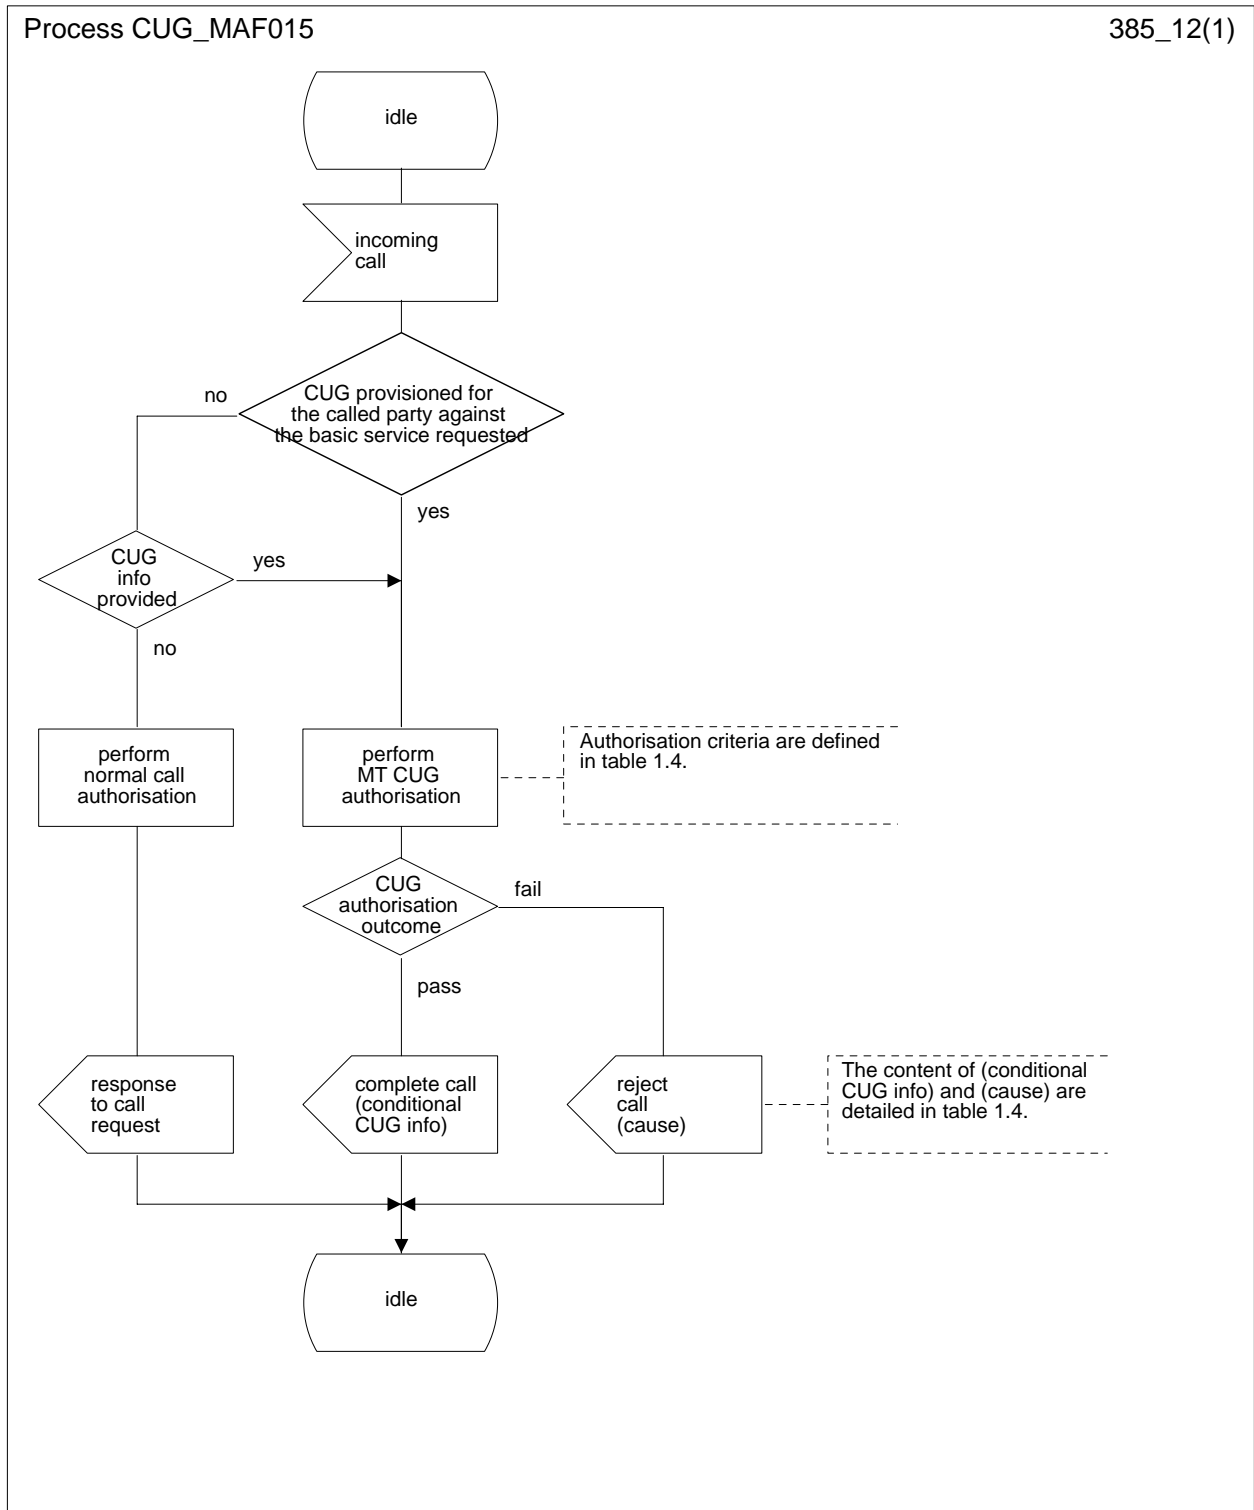 Process CUG_MAF015
385_12(1)
idle
incoming
call
CUG provisioned for
the called party against
the basic service requested
no
yes
CUG
info
provided
yes
no
perform
normal call
authorisation
perform
MT CUG
authorisation
Authorisation criteria are defined
in table 1.4.
CUG
authorisation
outcome
fail
pass
response
to call
request
complete call
(conditional
CUG info)
reject
call
(cause)
The content of (conditional
CUG info) and (cause) are
detailed in table 1.4.
idle